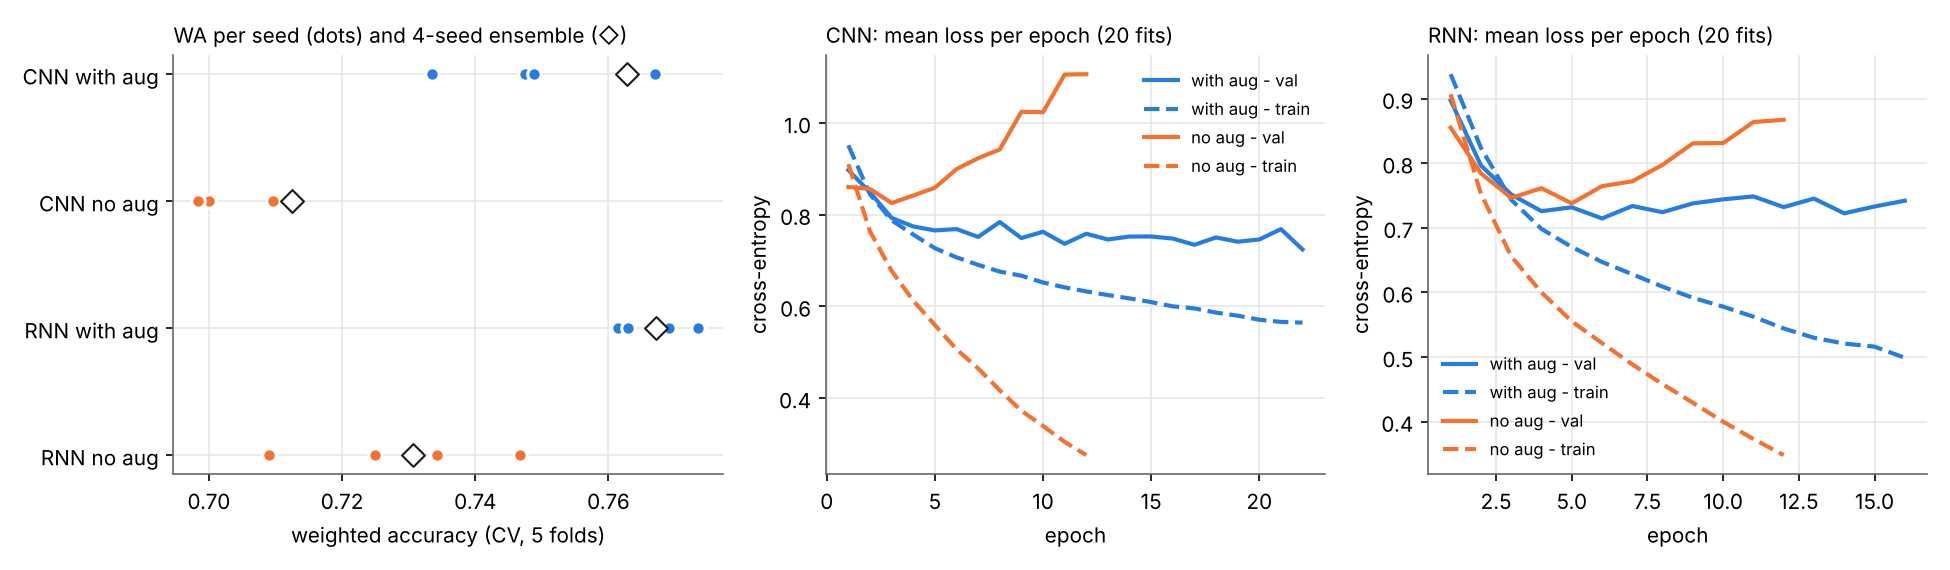 WA per seed (dots) and 4-seed ensemble (◇)
CNN with aug
CNN no aug
RNN with aug
RNN no aug
0.70
0.72
0.74
0.76
weighted accuracy (CV, 5 folds)
CNN: mean loss per epoch (20 fits)
with aug - val
with aug - train
no aug - val
no aug - train
cross-entropy
1.0
0.8
0.6
0.4
0
5
10
15
20
epoch
RNN: mean loss per epoch (20 fits)
cross-entropy
0.9
0.8
0.7
0.6
0.5
0.4
with aug - val
with aug - train
no aug - val
no aug - train
2.5
5.0
7.5
10.0
12.5
15.0
epoch